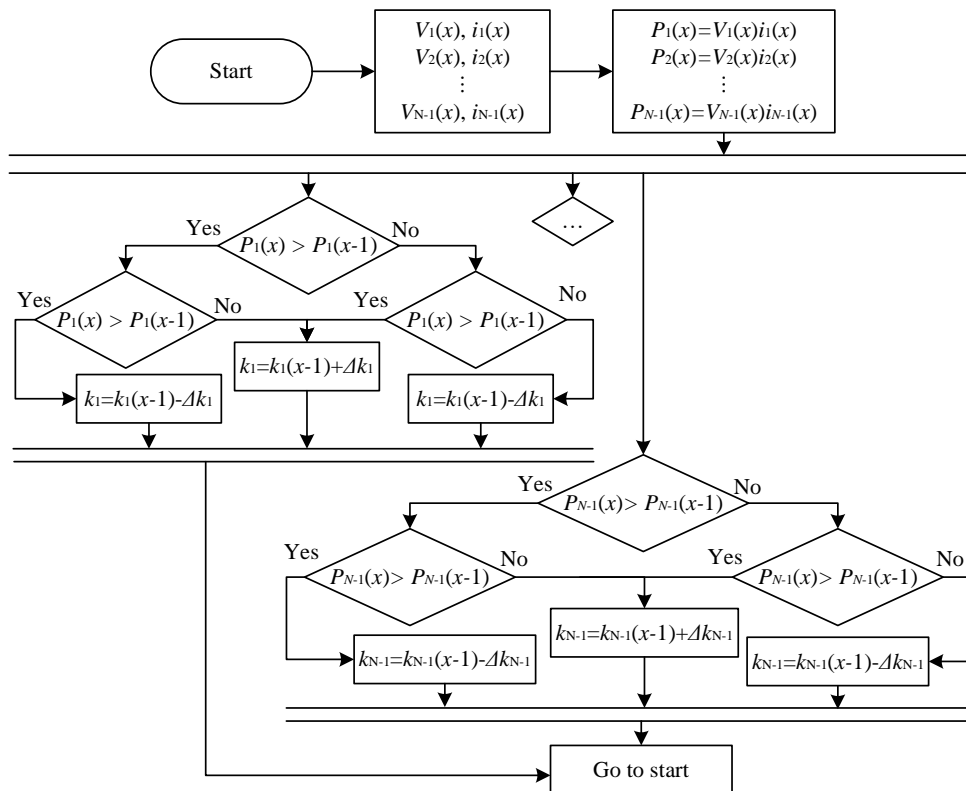 Start
V1(x), i1(x)
V2(x), i2(x)
⋮
VN-1(x), iN-1(x)
P1(x)=V1(x)i1(x)
P2(x)=V2(x)i2(x)
⋮
PN-1(x)=VN-1(x)iN-1(x)
Yes
P1(x) > P1(x-1)
No
…
Yes
P1(x) > P1(x-1)
No
Yes
P1(x) > P1(x-1)
No
k1=k1(x-1)+Δk1
k1=k1(x-1)-Δk1
k1=k1(x-1)-Δk1
Yes
PN-1(x)> PN-1(x-1)
No
Yes
PN-1(x)> PN-1(x-1)
No
Yes
PN-1(x)> PN-1(x-1)
No
kN-1=kN-1(x-1)+ΔkN-1
kN-1=kN-1(x-1)-ΔkN-1
kN-1=kN-1(x-1)-ΔkN-1
Go to start